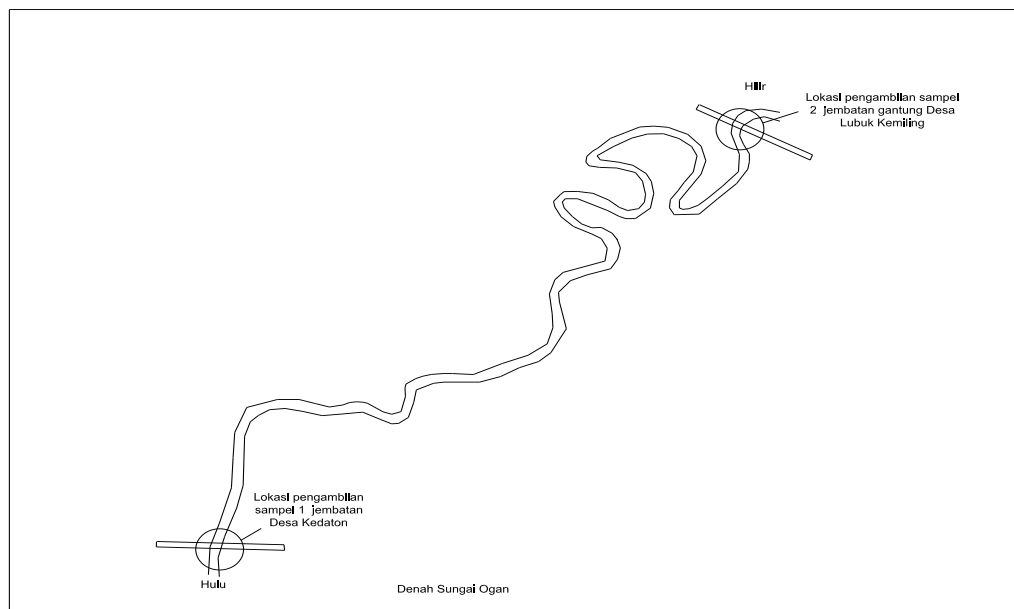 Hilir
Lokasi pengambilan sampel
2 jembatan gantung Desa
Lubuk Kemiling
Lokasi pengambilan
sampel 1 jembatan
Desa Kedaton
Hulu
Denah Sungai Ogan